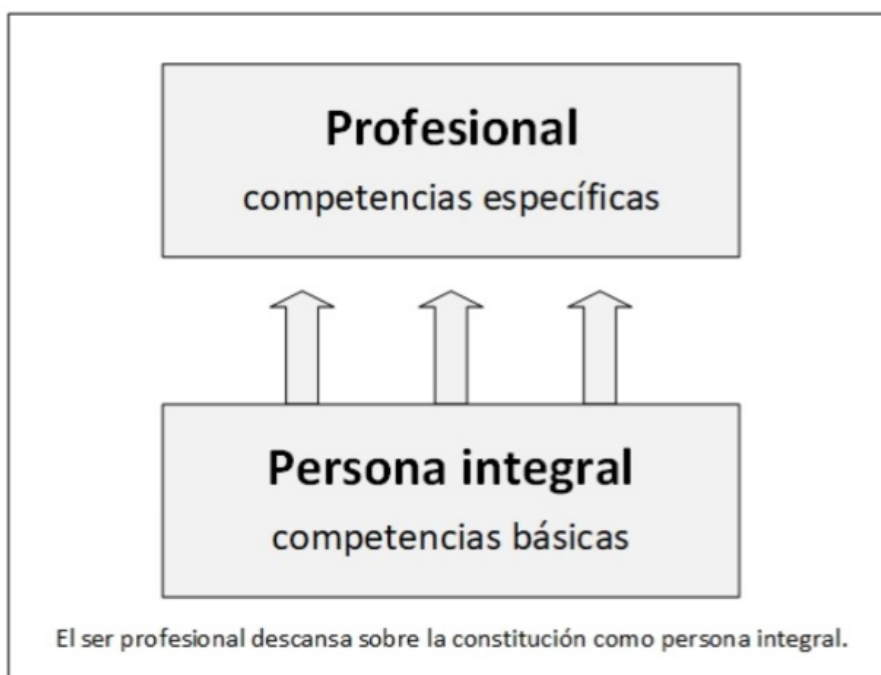 Profesional
competencias específicas
Persona integral
competencias básicas
El ser profesional descansa sobre la constitución como persona integral.